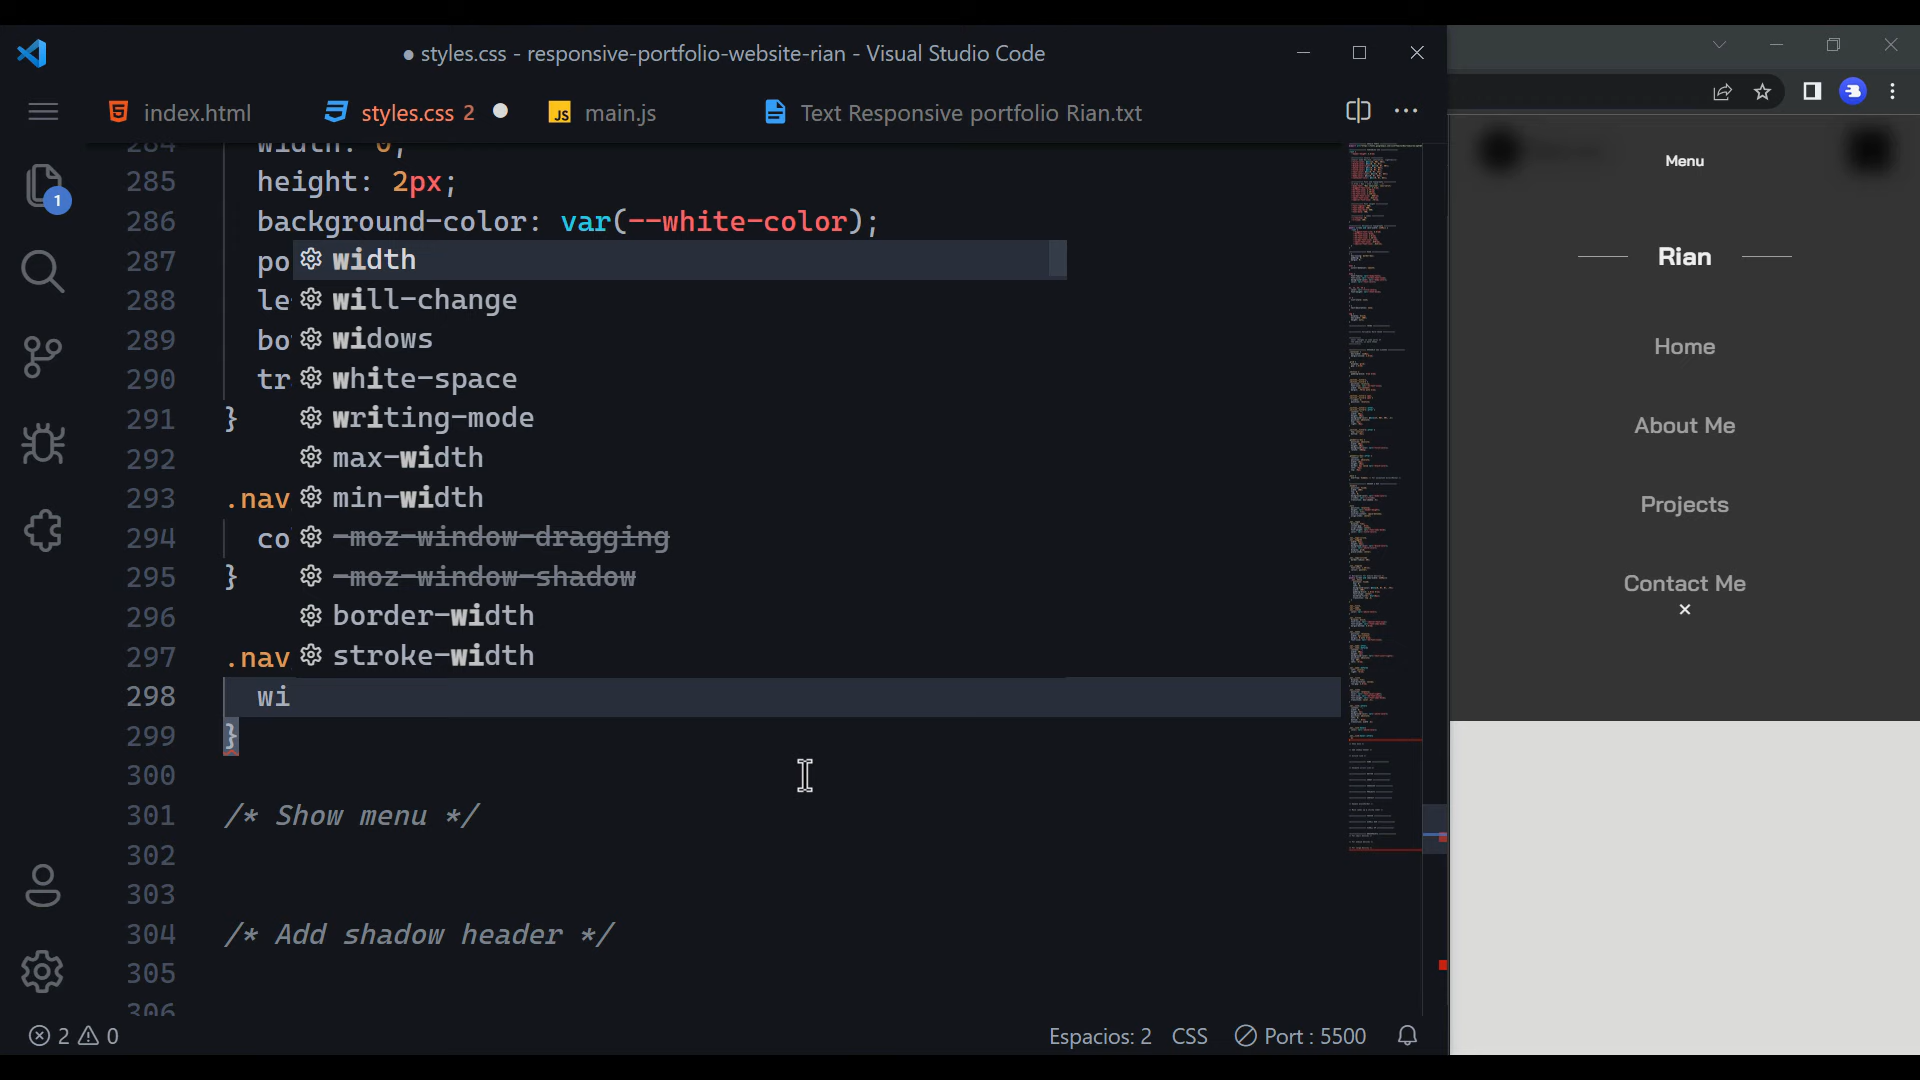 styles.css - responsive-portfolio-website-rian - Visual Studio Code
index.html styles.css 2 main.js Text Responsive portfolio Rian.txt
284 width: 0;
285 height: 2px;
286 background-color: var(--white-color);
287 po width
288 le will-change
289 bo widows
290 tr white-space
291 } writing-mode
292 max-width
293 .nav min-width
294 co -moz-window-dragging
295 } -moz-window-shadow
296 border-width
297 .nav stroke-width
298 wi
299 }
300
301 /* Show menu */
302
303
304 /* Add shadow header */
305
306
1
2 0 Espacios: 2 CSS Port : 5500
Menu
Rian
Home
About Me
Projects
Contact Me